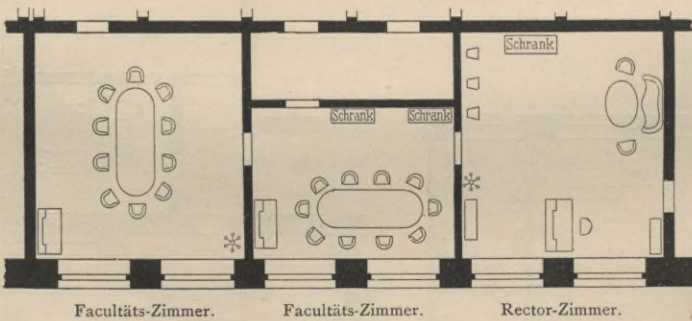 Schrank
Schrank Schrank
Facultäts-Zimmer. Facultäts-Zimmer. Rector-Zimmer.